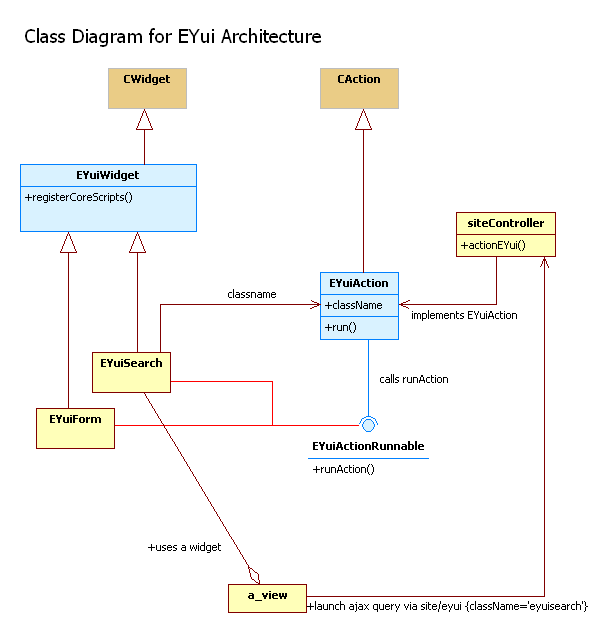 Class Diagram for EYui Architecture
CWidget
CAction
EYuiWidget
+registerCoreScripts()
siteController
+actionEYui()
EYuiAction
+className
+run()
classname
implements EYuiAction
EYuiSearch
calls runAction
EYuiForm
EYuiActionRunnable
+runAction()
+uses a widget
a_view
+launch ajax query via site/eyui {className='eyuisearch'}